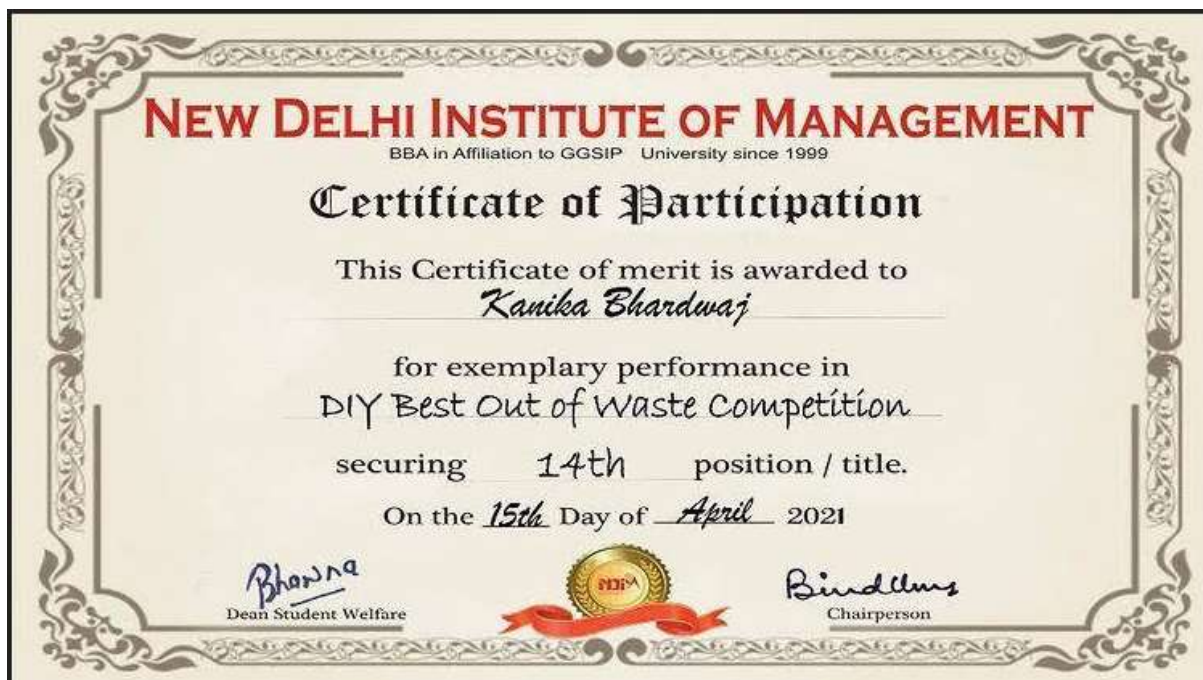 NEW DELHI INSTITUTE OF MANAGEMENT
BBA in Affiliation to GGSIP University since 1999
Certificate of Participation
This Certificate of merit is awarded to
Kanika Bhardwaj
for exemplary performance in
DIY Best Out of Waste Competition
securing 14th position / title.
On the 15th Day of April 2021
Bhawna
Dean Student Welfare
Chairperson